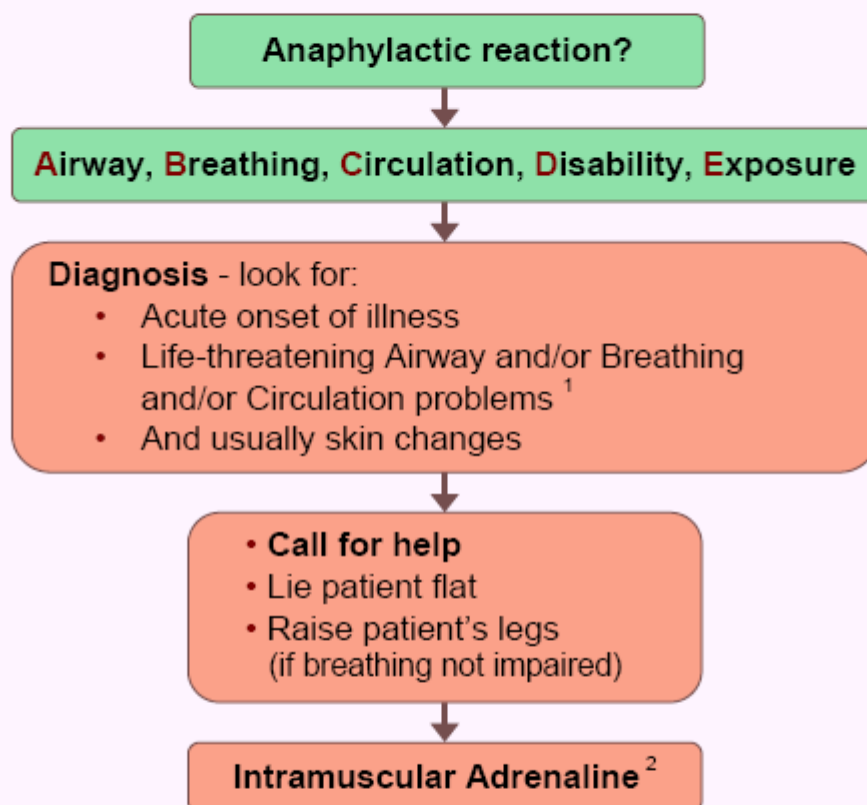 Anaphylactic reaction?
Airway, Breathing, Circulation, Disability, Exposure
Diagnosis - look for:
• Acute onset of illness
• Life-threatening Airway and/or Breathing
and/or Circulation problems 1
• And usually skin changes
• Call for help
• Lie patient flat
• Raise patient's legs
(if breathing not impaired)
Intramuscular Adrenaline 2